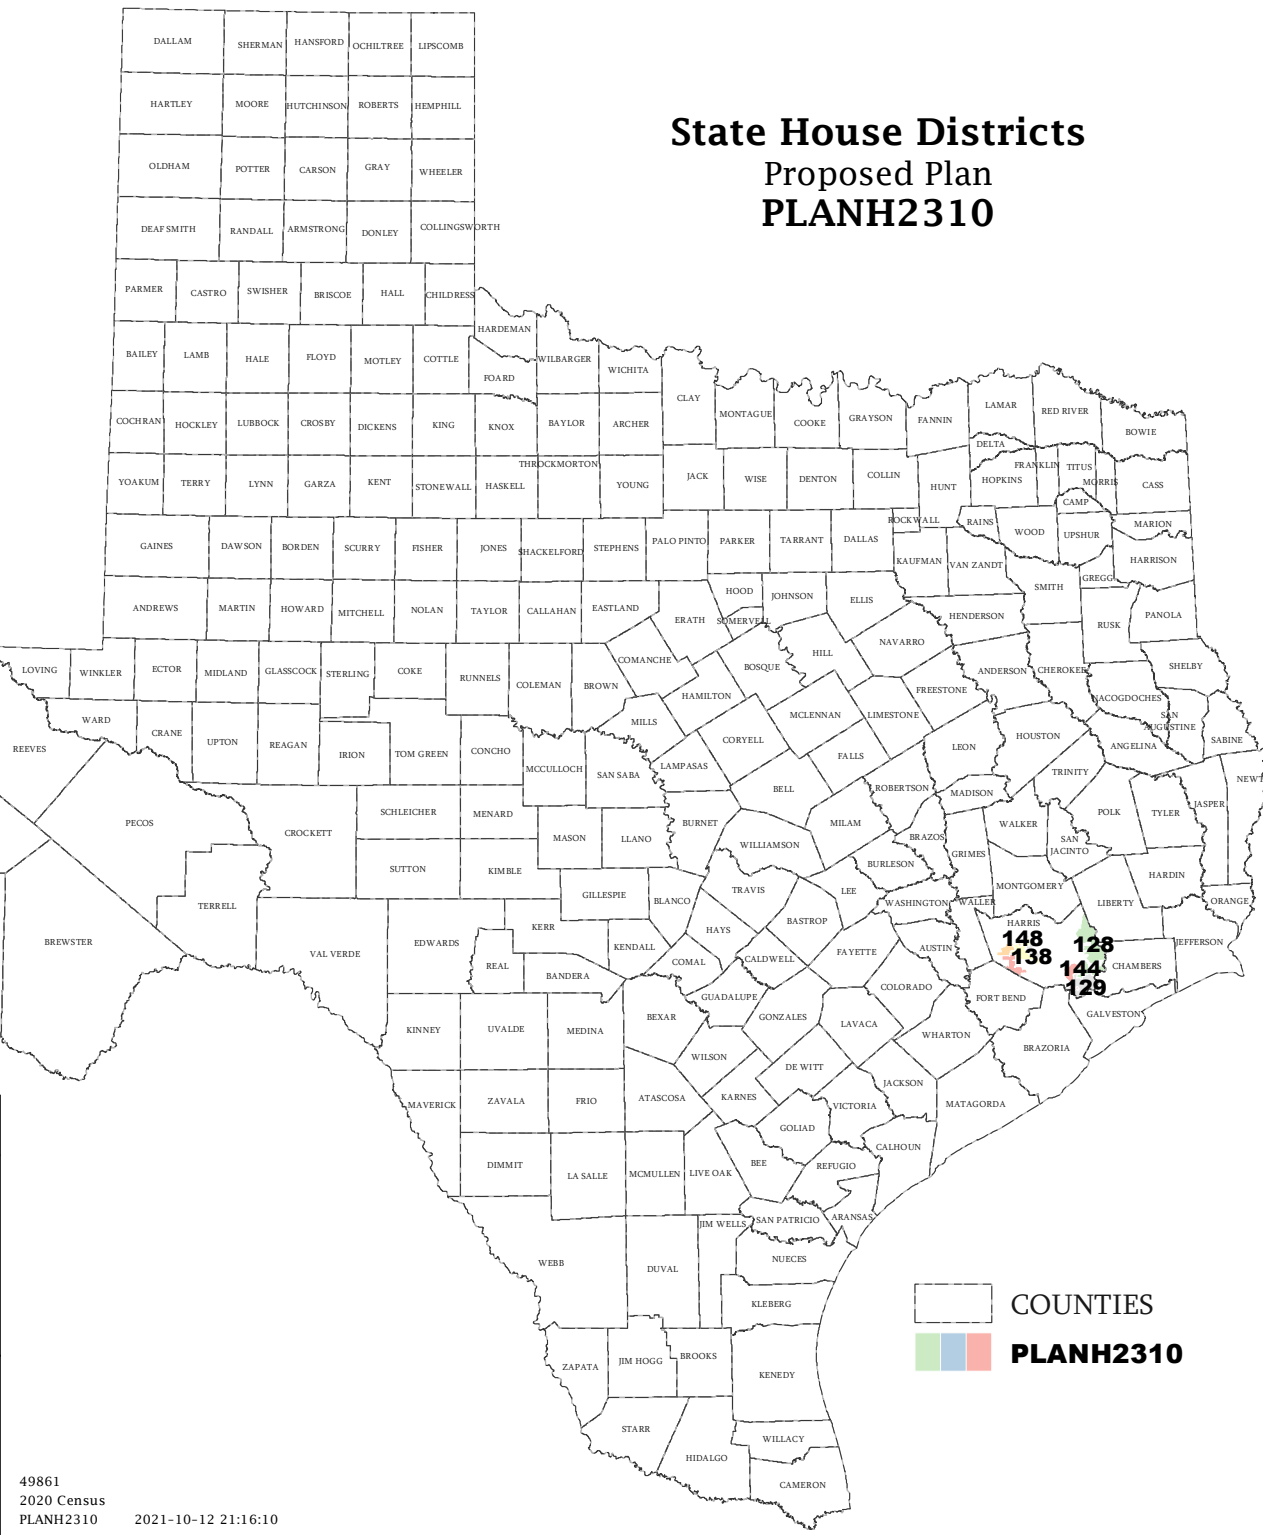 State House Districts
Proposed Plan
PLANH2310
DALLAM
SHERMAN
HANSFORD
OCHILTREE
LIPSCOMB
HARTLEY
MOORE
HUTCHINSON
ROBERTS
HEMPHILL
OLDHAM
POTTER
CARSON
GRAY
WHEELER
DEAF SMITH
RANDALL
ARMSTRONG
DONLEY
COLLINGSWORTH
PARMER
CASTRO
SWISHER
BRISCOE
HALL
CHILDRESS
HARDEMAN
BAILEY
LAMB
HALE
FLOYD
MOTLEY
COTTLE
FOARD
WILBARGER
WICHITA
CLAY
MONTAGUE
COOKE
GRAYSON
FANNIN
LAMAR
RED RIVER
BOWIE
COCHRAN
HOCKLEY
LUBBOCK
CROSBY
DICKENS
KING
KNOX
BAYLOR
ARCHER
DELTA
YOAKUM
TERRY
LYNN
GARZA
KENT
STONEWALL
HASKELL
THROCKMORTON
YOUNG
JACK
WISE
DENTON
COLLIN
HUNT
HOPKINS
FRANKLIN
TITUS
MORRIS
CAMP
CASS
GAINES
DAWSON
BORDEN
SCURRY
FISHER
JONES
SHACKELFORD
STEPHENS
PALO PINTO
PARKER
TARRANT
DALLAS
ROCKWALL
KAUFMAN
RAINS
VAN ZANDT
WOOD
UPSHUR
MARION
HARRISON
GREGG
SMITH
ANDREWS
MARTIN
HOWARD
MITCHELL
NOLAN
TAYLOR
CALLAHAN
EASTLAND
ERATH
HOOD
SOMERVELL
JOHNSON
ELLIS
HENDERSON
RUSK
PANOLA
NAVARRO
HILL
BOSQUE
COMANCHE
LOVING
WINKLER
ECTOR
MIDLAND
GLASSCOCK
STERLING
COKE
RUNNELS
COLEMAN
BROWN
HAMILTON
FREESTONE
ANDERSON
CHEROKEE
SHELBY
NACOGDOCHES
SAN
AUGUSTINE
SABINE
WARD
CRANE
UPTON
REAGAN
IRION
TOM GREEN
CONCHO
MCCULLOCH
SAN SABA
MILLS
LAMPASAS
CORYELL
MCLENNAN
LIMESTONE
FALLS
LEON
HOUSTON
ANGELINA
TRINITY
REEVES
PECOS
CROCKETT
SCHLEICHER
MENARD
MASON
LLANO
BURNET
BELL
MILAM
ROBERTSON
MADISON
WALKER
SAN
JACINTO
POLK
TYLER
JASPER
NEWT
SUTTON
KIMBLE
GILLESPIE
BLANCO
WILLIAMSON
TRAVIS
LEE
BURLESON
BRAZOS
GRIMES
MONTGOMERY
LIBERTY
HARDIN
ORANGE
JEFFERSON
BREWSTER
TERRELL
VAL VERDE
EDWARDS
KERR
REAL
BANDERA
KENDALL
HAYS
COMAL
CALDWELL
BASTROP
FAYETTE
WASHINGTON
WALLER
AUSTIN
HARRIS
148
138
128
144
129
CHAMBERS
GALVESTON
FORT BEND
COLORADO
BRAZORIA
WHARTON
LAVACA
GONZALES
GUADALUPE
BEXAR
KINNEY
UVALDE
MEDINA
WILSON
DE WITT
JACKSON
MATAGORDA
MAVERICK
ZAVALA
FRIO
ATASCOSA
KARNES
VICTORIA
GOLIAD
CALHOUN
DIMMIT
LA SALLE
MCMULLEN
LIVE OAK
BEE
REFUGIO
ARANSAS
SAN PATRICIO
JIM WELLS
NUECES
WEBB
DUVAL
KLEBERG
ZAPATA
JIM HOGG
BROOKS
KENEDY
STARR
HIDALGO
WILLACY
CAMERON
COUNTIES
PLANH2310
49861
2020 Census
PLANH2310 2021-10-12 21:16:10